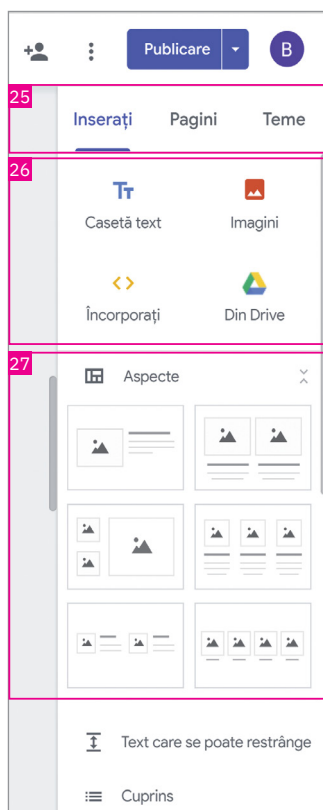 Publicare
B
25
Inserați Pagini Teme
26
Tт
Casetă text Imagini
Încorporați Din Drive
27
Aspecte
Text care se poate restrânge
Cuprins